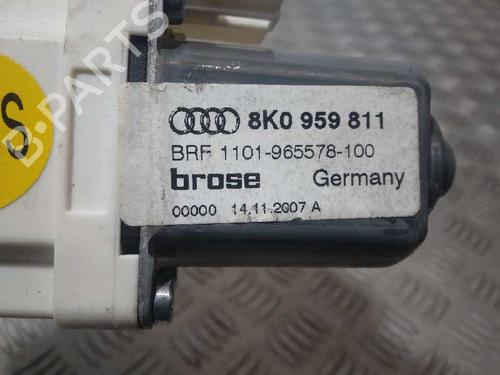 8K0 959 811
BRF 1101-965578-100
brose Germany
00000 14.11.2007 A
S
B-PARTS